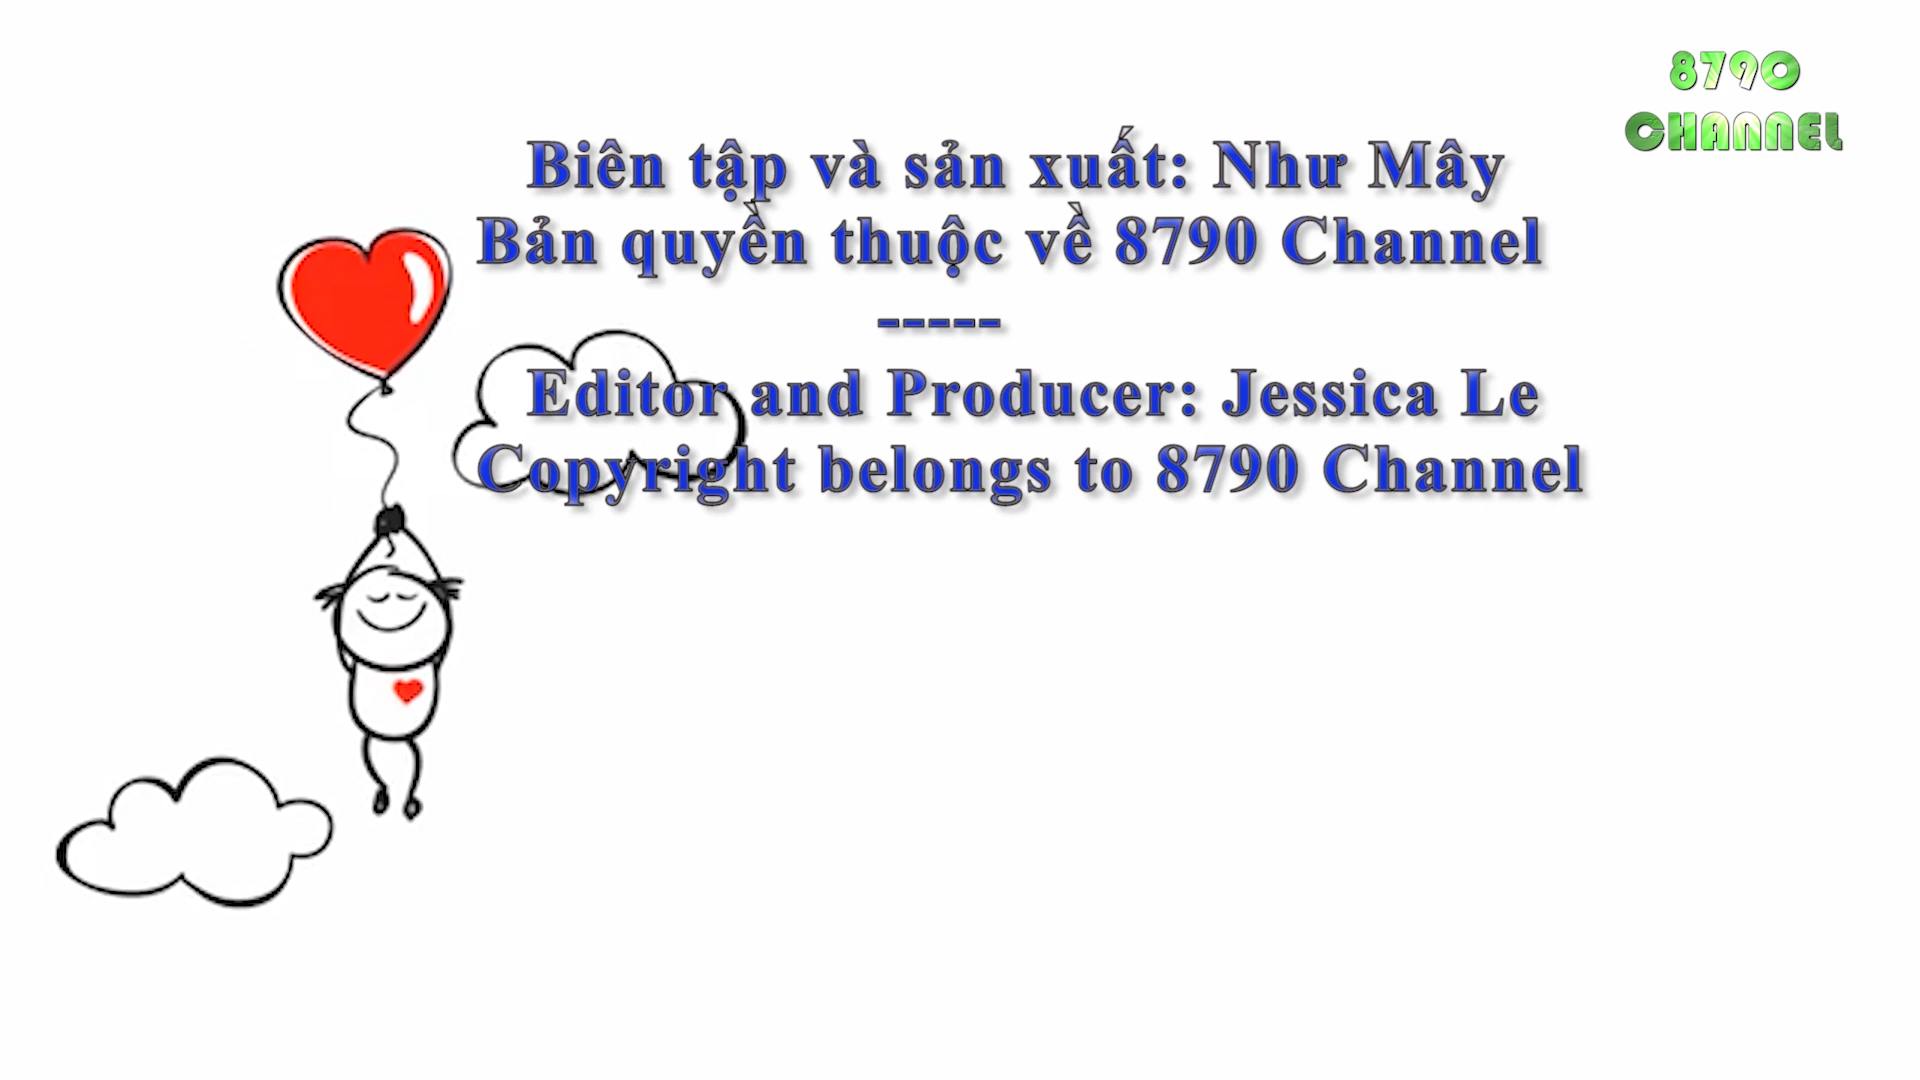 8790
CHANNEL
Biên tập và sản xuất: Như Mây
Bản quyền thuộc về 8790 Channel
-----
Editor and Producer: Jessica Le
Copyright belongs to 8790 Channel